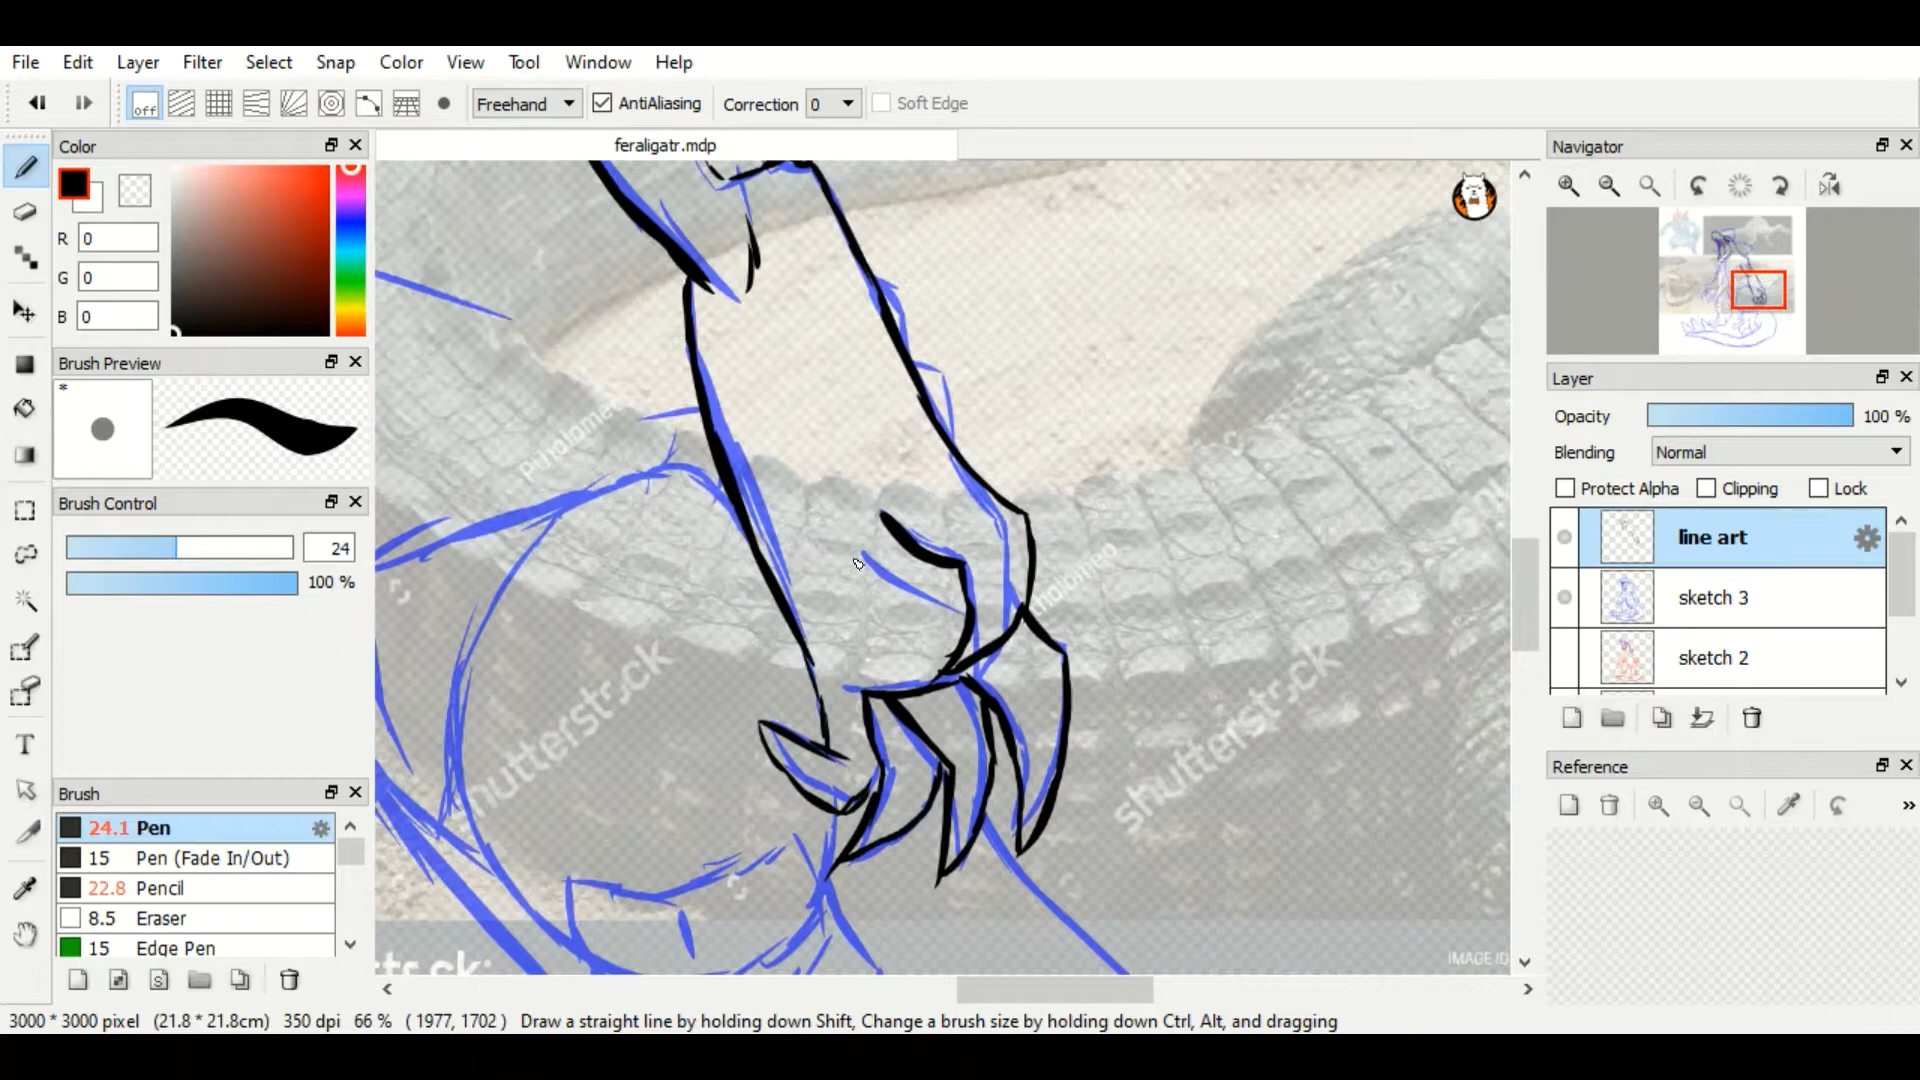 File Edit Layer Filter Select Snap Color View Tool Window Help
off Freehand AntiAliasing Correction 0 Soft Edge
Color
feraligatr.mdp
Navigator
R 0
G 0
B 0
Brush Preview
*
Layer
Opacity 100 %
Blending Normal
Protect Alpha Clipping Lock
Brush Control
24
100 %
line art
sketch 3
sketch 2
shutterstock
shutterstock
Reference
Brush
24.1 Pen
15 Pen (Fade In/Out)
22.8 Pencil
8.5 Eraser
15 Edge Pen
IMAGE ID
3000 * 3000 pixel (21.8 * 21.8cm) 350 dpi 66 % ( 1977, 1702 ) Draw a straight line by holding down Shift, Change a brush size by holding down Ctrl, Alt, and dragging